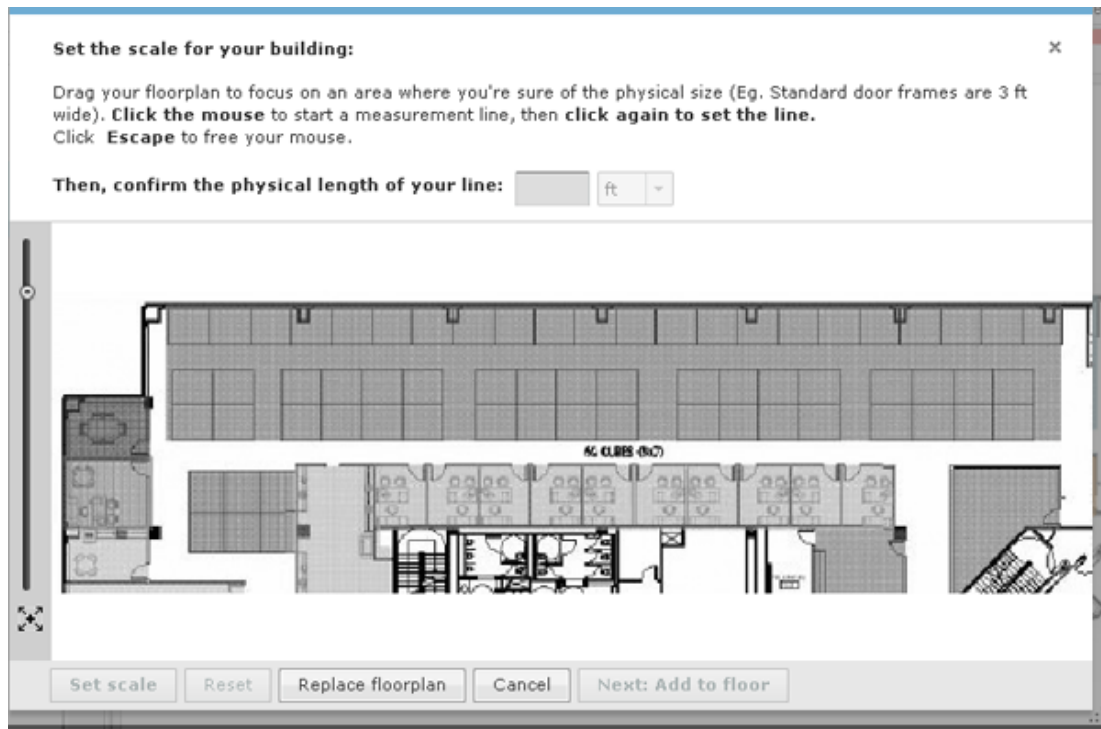 Set the scale for your building:
×
Drag your floorplan to focus on an area where you're sure of the physical size (Eg. Standard door frames are 3 ft
wide). Click the mouse to start a measurement line, then click again to set the line.
Click Escape to free your mouse.
Then, confirm the physical length of your line: ft
CUBES
Set scale Reset Replace floorplan Cancel Next: Add to floor